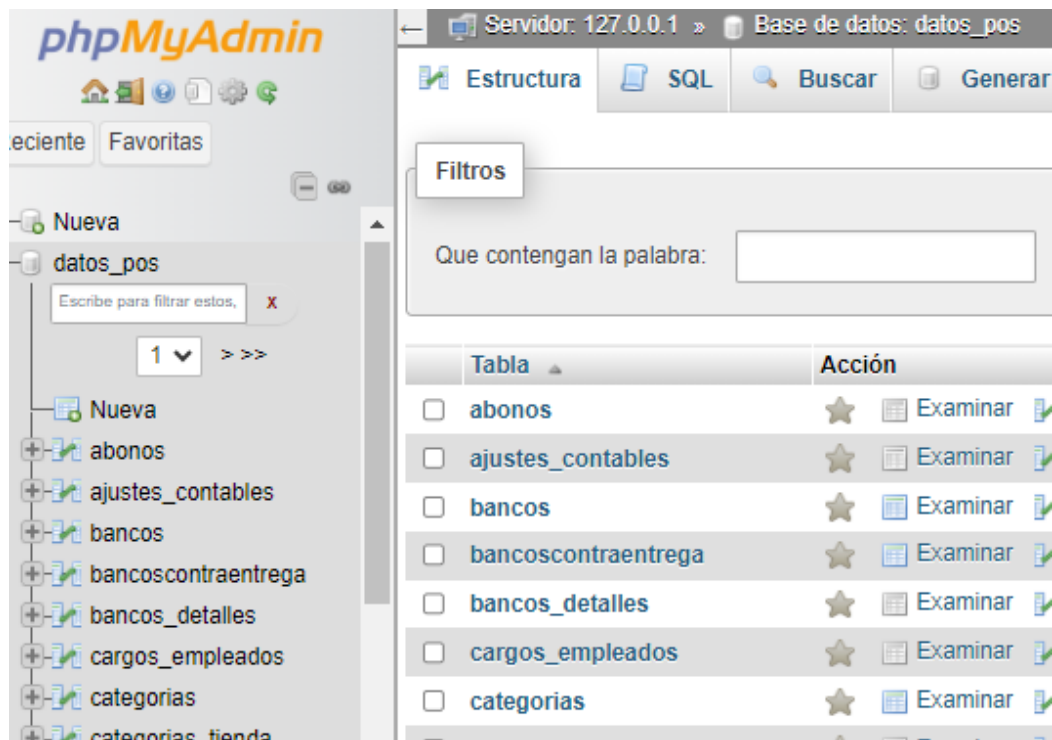 phpMyAdmin
eciente Favoritas
Nueva
datos_pos
Escribe para filtrar estos, X
1 > >>
Nueva
abonos
ajustes_contables
bancos
bancoscontraentrega
bancos_detalles
cargos_empleados
categorias
categorias_tienda
← Servidor: 127.0.0.1 » Base de datos: datos_pos
Estructura SQL Buscar Generar
Filtros
Que contengan la palabra:
Tabla Acción
abonos Examinar
ajustes_contables Examinar
bancos Examinar
bancoscontraentrega Examinar
bancos_detalles Examinar
cargos_empleados Examinar
categorias Examinar